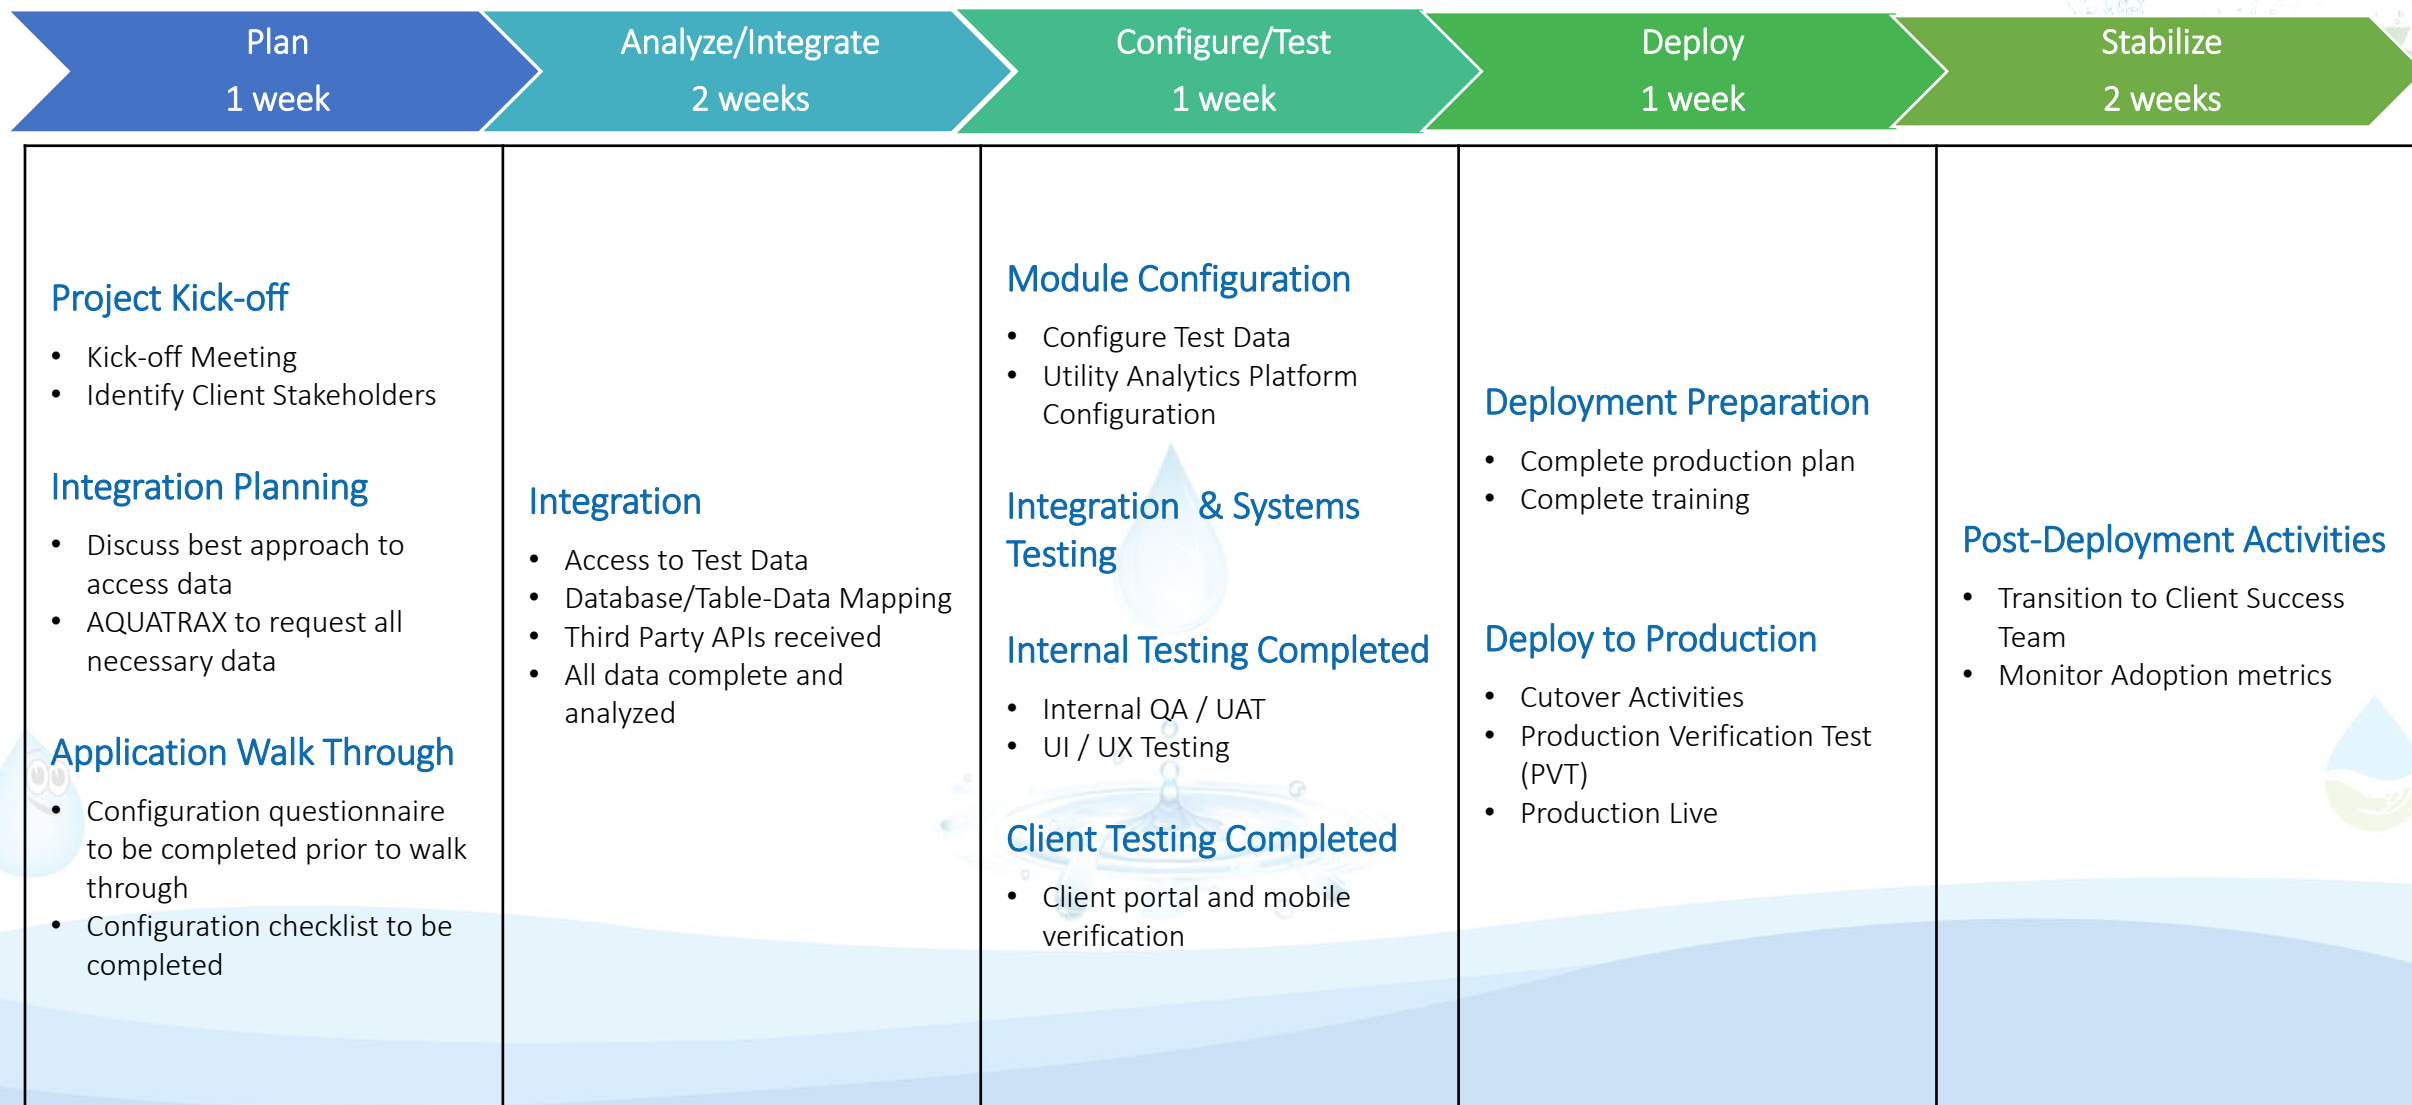 Plan
1 week
Analyze/Integrate
2 weeks
Configure/Test
1 week
Deploy
1 week
Stabilize
2 weeks
Project Kick-off
• Kick-off Meeting
• Identify Client Stakeholders
Integration Planning
• Discuss best approach to
access data
• AQUATRAX to request all
necessary data
Application Walk Through
• Configuration questionnaire
to be completed prior to walk
through
• Configuration checklist to be
completed
Integration
• Access to Test Data
• Database/Table-Data Mapping
• Third Party APIs received
• All data complete and
analyzed
Module Configuration
• Configure Test Data
• Utility Analytics Platform
Configuration
Integration & Systems
Testing
Internal Testing Completed
• Internal QA / UAT
• UI / UX Testing
Client Testing Completed
• Client portal and mobile
verification
Deployment Preparation
• Complete production plan
• Complete training
Deploy to Production
• Cutover Activities
• Production Verification Test
(PVT)
• Production Live
Post-Deployment Activities
• Transition to Client Success
Team
• Monitor Adoption metrics